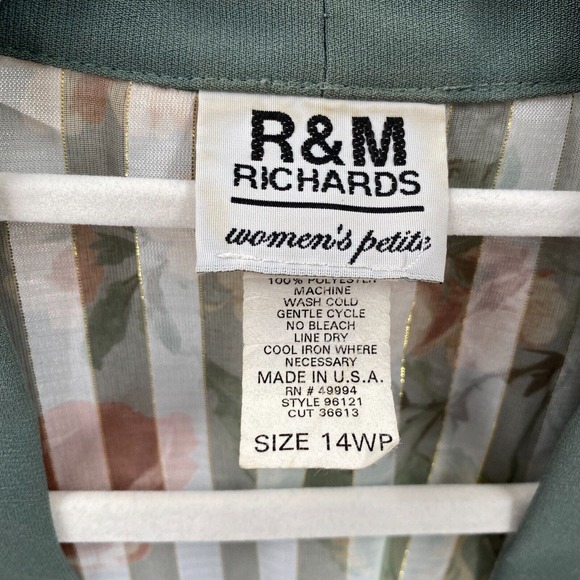 R&M
RICHARDS
women's petite
100% POLYESTER
MACHINE
WASH COLD
GENTLE CYCLE
NO BLEACH
LINE DRY
COOL IRON WHERE
NECESSARY
MADE IN U.S.A.
RN # 49994
STYLE 96121
CUT 36613
SIZE 14WP